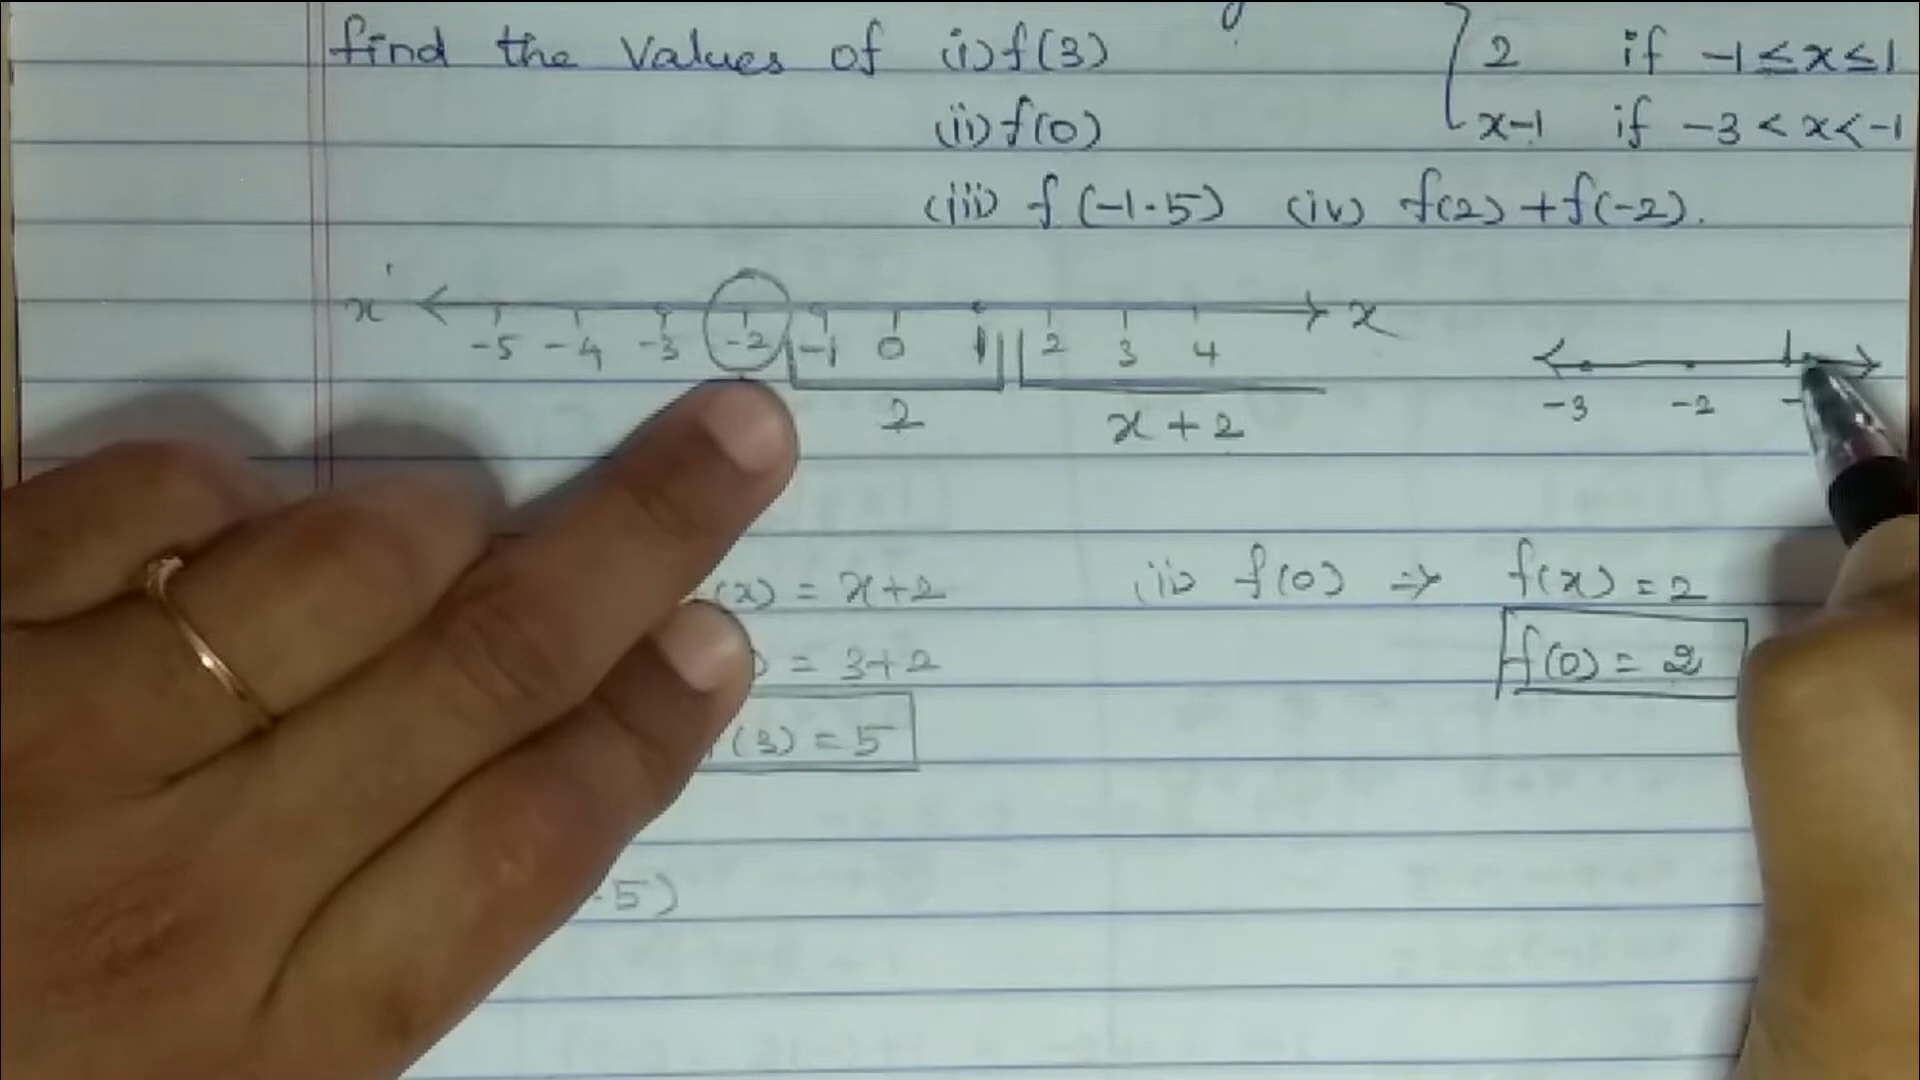 find the values of (i) f(3)
2 if -1 ≤ x ≤ 1
(ii) f(0)
x-1 if -3 < x < -1
(iii) f(-1.5) (iv) f(2)+f(-2).
x' x
-5 -4 -3 -2 -1 0 1 2 3 4
-3 -2 -
2 x+2
(x) = x+2
(ii) f(0) ⇒ f(x) = 2
) = 3+2
f(0) = 2
(3) = 5
.5)